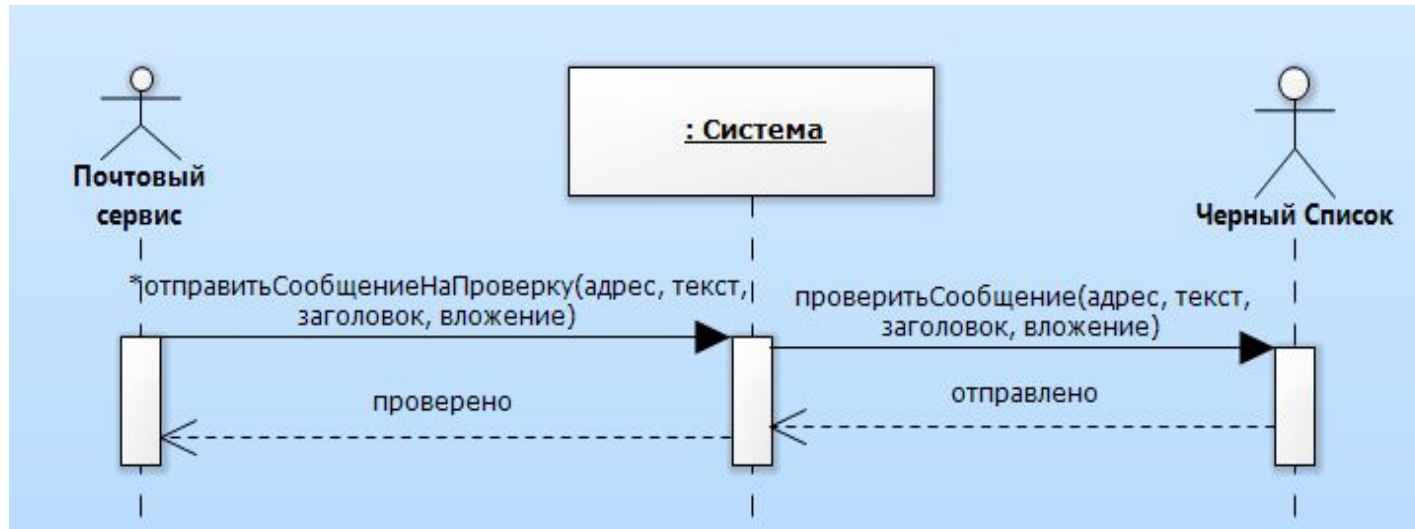 : Система
Почтовый
сервис
Черный Список
*отправитьСообщениеНаПроверку(адрес, текст,
заголовок, вложение)
проверитьСообщение(адрес, текст,
заголовок, вложение)
проверено
отправлено